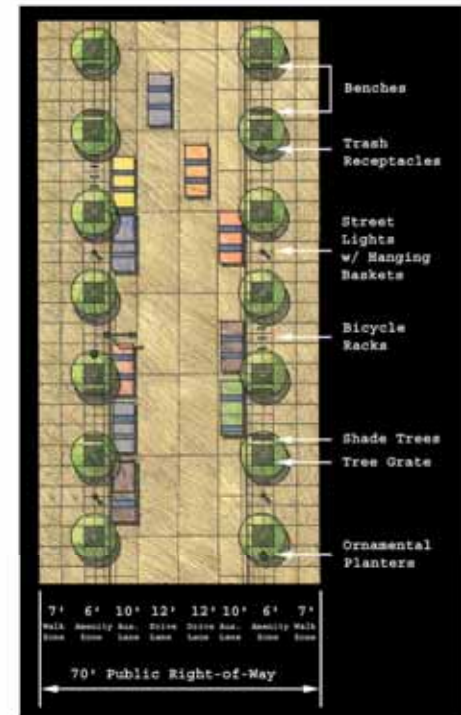 Benches
Trash
Receptacles
Street
Lights
w/ Hanging
Baskets
Bicycle
Racks
Shade Trees
Tree Grate
Ornamental
Planters
7' 6' 10' 12' 12' 10' 6' 7'
Walk Amenity Aux. Drive Drive Aux. Amenity Walk
Zone Zone Lane Lane Lane Lane Zone Zone
70' Public Right-of-Way